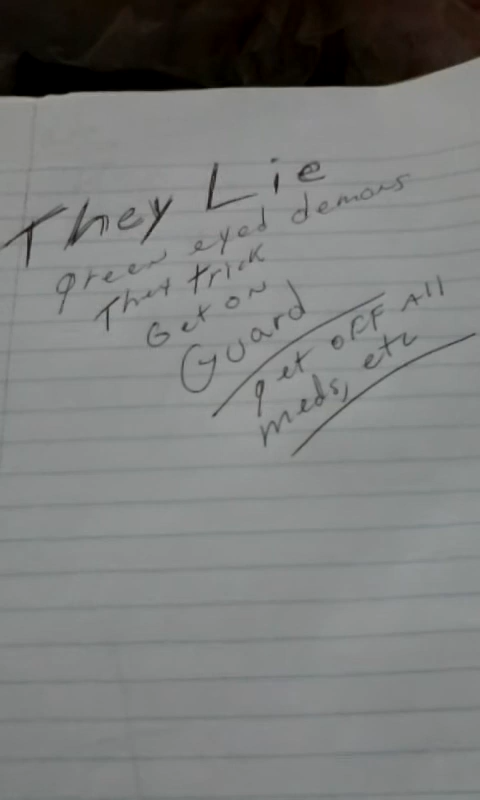 They Lie
green eyed demons
That trick
Get on
Guard
get off All
meds, etc